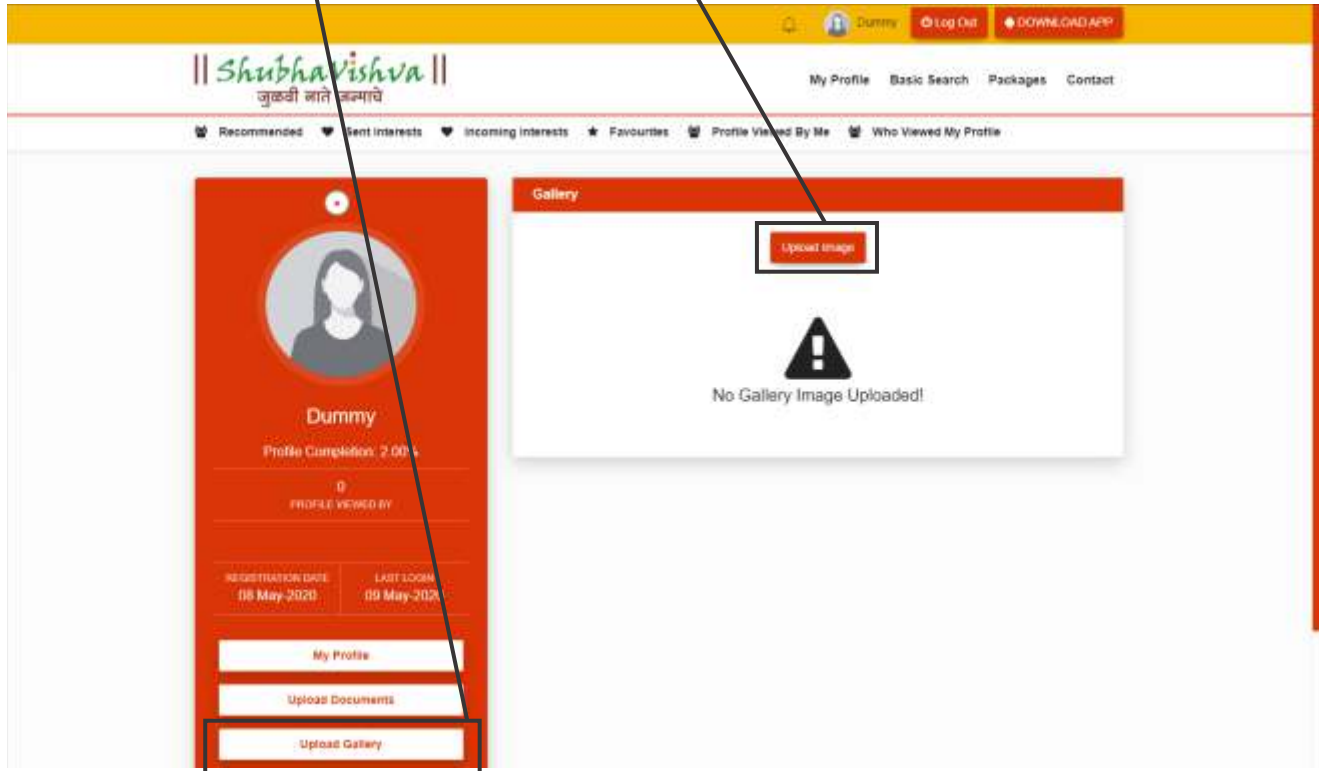 Dummy Log Out DOWNLOAD APP
|| ShubhaVishva ||
जुळवी नाते जन्माचे
My Profile Basic Search Packages Contact
Recommended Sent Interests Incoming Interests Favourites Profile Viewed By Me Who Viewed My Profile
Gallery
Upload Image
No Gallery Image Uploaded!
Dummy
Profile Completion: 2.00%
0
PROFILE VIEWED BY
REGISTRATION DATE LAST LOGIN
08 May-2020 09 May-2020
My Profile
Upload Documents
Upload Gallery